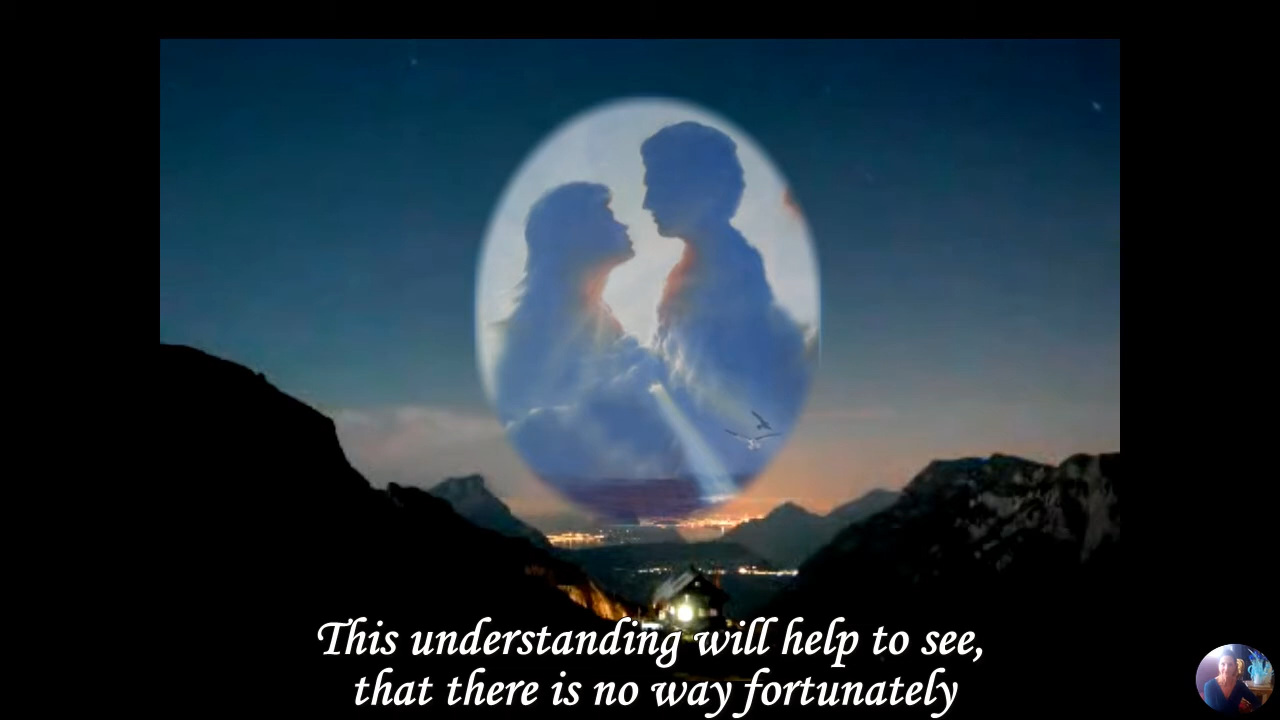 This understanding will help to see,
that there is no way fortunately